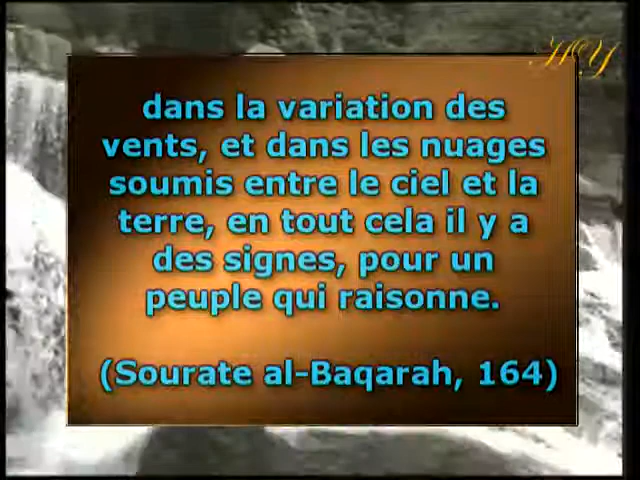 HY
dans la variation des
vents, et dans les nuages
soumis entre le ciel et la
terre, en tout cela il y a
des signes, pour un
peuple qui raisonne.
(Sourate al-Baqarah, 164)